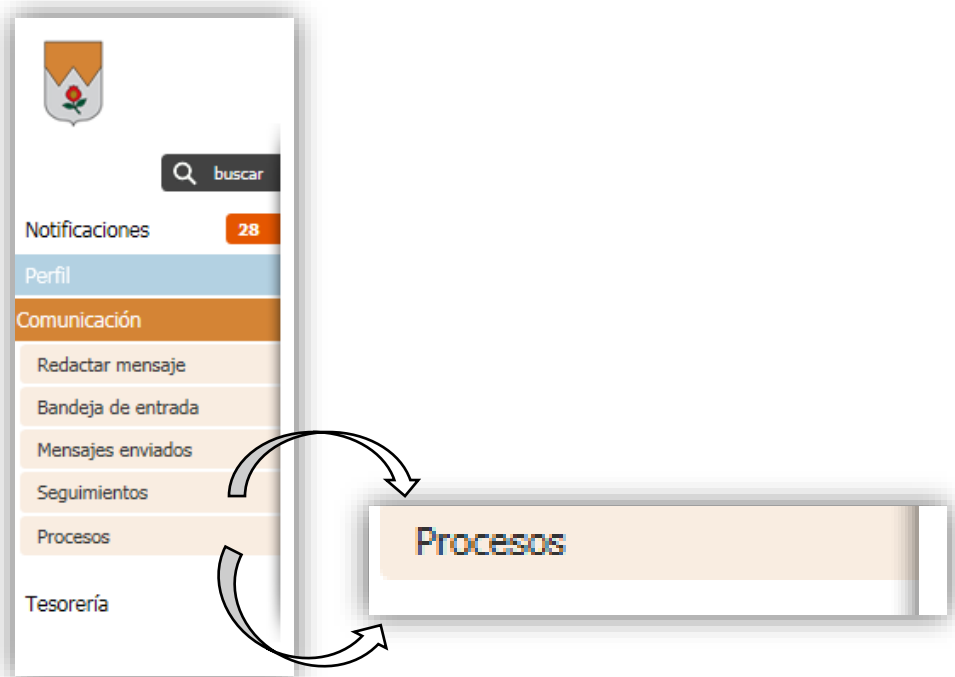 buscar
Notificaciones 28
Perfil
Comunicación
Redactar mensaje
Bandeja de entrada
Mensajes enviados
Seguimientos
Procesos
Tesorería
Procesos